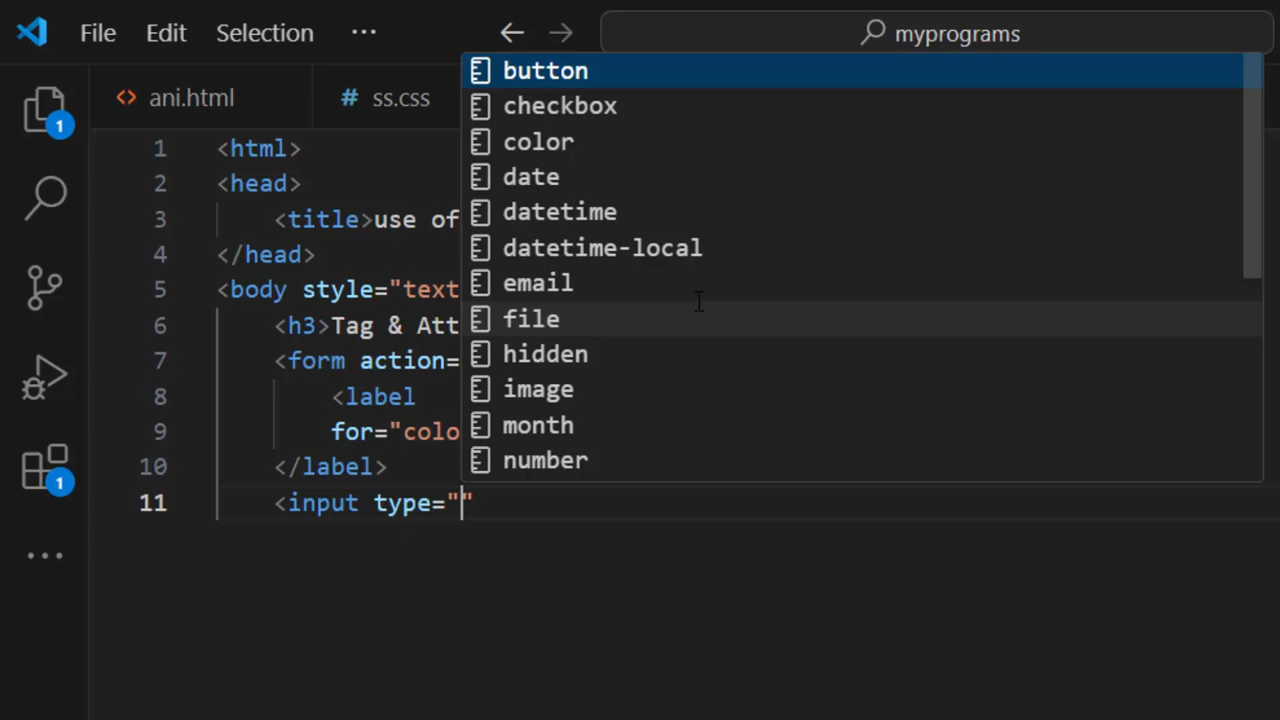 File Edit Selection ··· ← → myprograms
ani.html # ss.css
1 <html>
2 <head>
3 <title>use of
4 </head>
5 <body style="text
6 <h3>Tag & Att
7 <form action=
8 <label
9 for="colo
10 </label>
11 <input type=""
button
checkbox
color
date
datetime
datetime-local
email
file
hidden
image
month
number
1
1